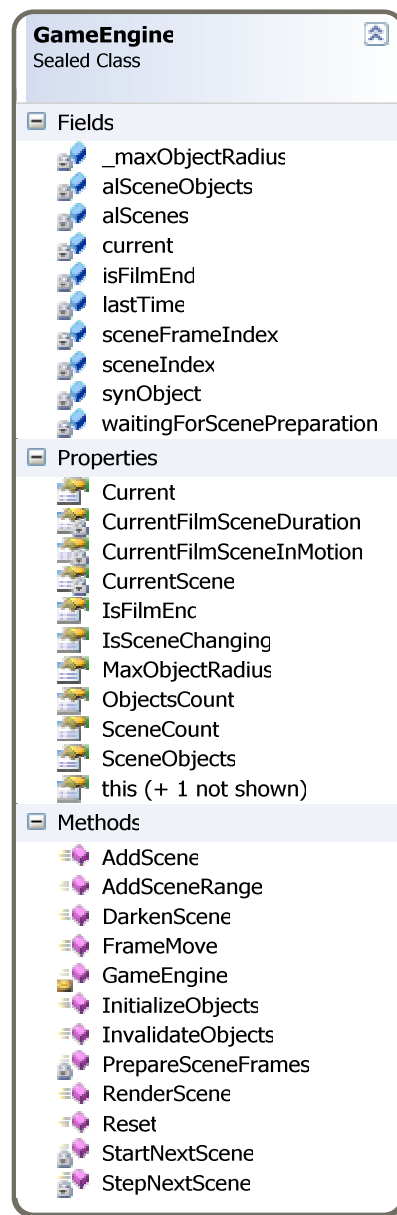 GameEngine
Sealed Class
Fields
_maxObjectRadius
alSceneObjects
alScenes
current
isFilmEnd
lastTime
sceneFrameIndex
sceneIndex
synObject
waitingForScenePreparation
Properties
Current
CurrentFilmSceneDuration
CurrentFilmSceneInMotion
CurrentScene
IsFilmEnd
IsSceneChanging
MaxObjectRadius
ObjectsCount
SceneCount
SceneObjects
this (+ 1 not shown)
Methods
AddScene
AddSceneRange
DarkenScene
FrameMove
GameEngine
InitializeObjects
InvalidateObjects
PrepareSceneFrames
RenderScene
Reset
StartNextScene
StepNextScene